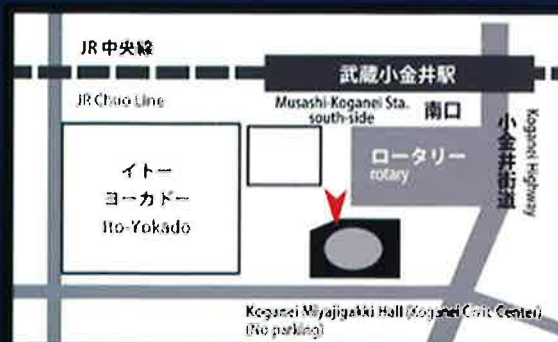 JR 中央線
武蔵小金井駅
JR Chuo Line
Musashi-Koganei Sta.
south-side
南口
小金井街道
Koganei Highway
ロータリー
rotary
イトー
ヨーカドー
Ito-Yokado
Koganei Miyajigakki Hall (Koganei Civic Center)
(No parking)